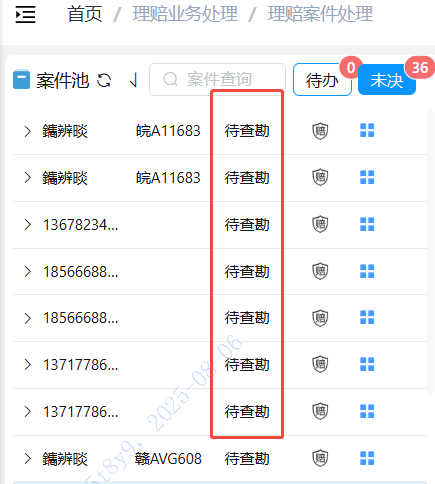 首页 / 理赔业务处理 / 理赔案件处理
案件池 案件查询 待办 0 未决 36
鏀辨晱 皖A11683 待查勘 赔
鏀辨晱 皖A11683 待查勘 赔
13678234... 待查勘 赔
18566688... 待查勘 赔
18566688... 待查勘 赔
13717786... 待查勘 赔
13717786... 待查勘 赔
鏀辨晱 赣AVG608 待查勘 赔
5t8y9, 2025-08-06